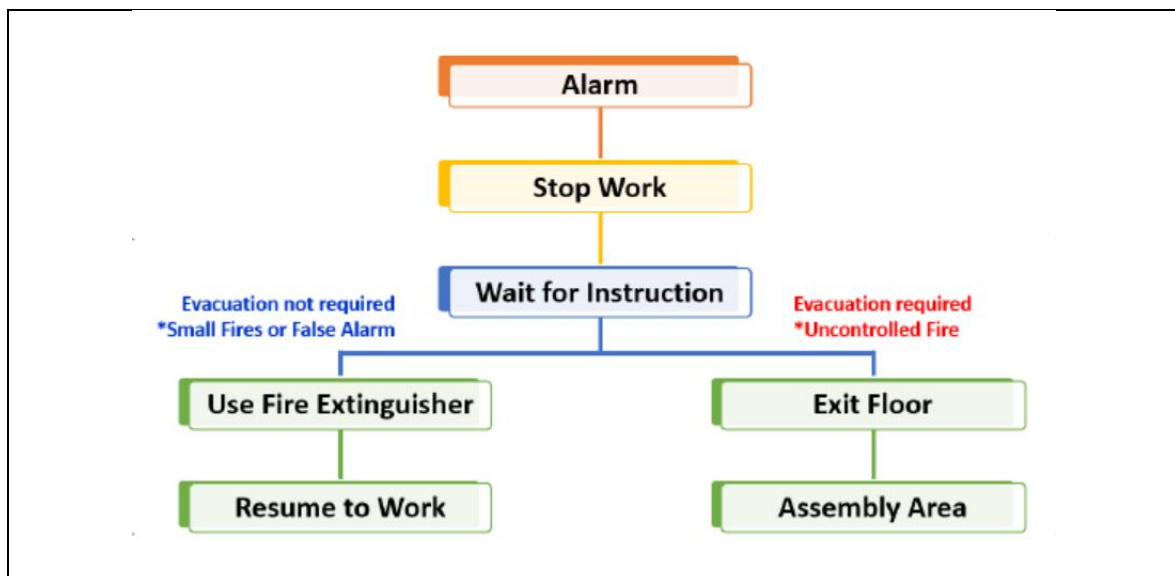 Alarm
Stop Work
Wait for Instruction
Evacuation not required
*Small Fires or False Alarm
Evacuation required
*Uncontrolled Fire
Use Fire Extinguisher
Exit Floor
Resume to Work
Assembly Area